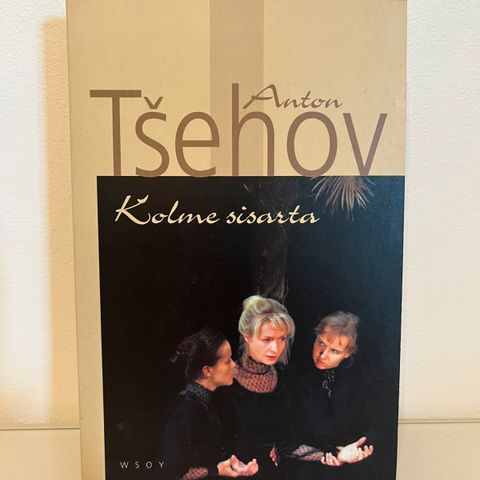 Anton
Tšehov
Kolme sisarta
WSOY